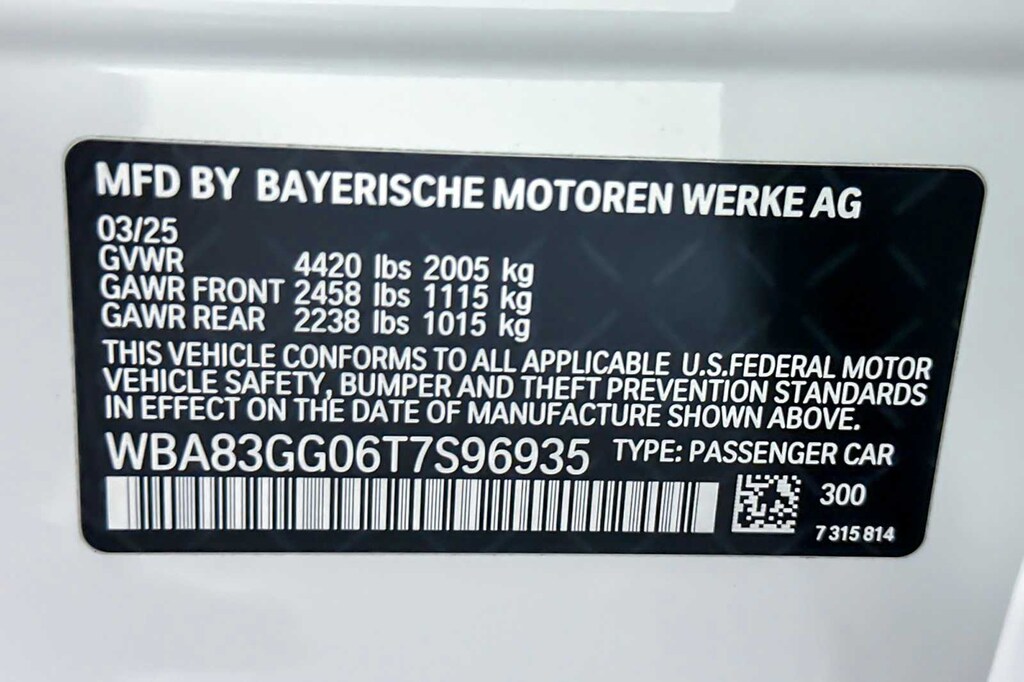 MFD BY BAYERISCHE MOTOREN WERKE AG
03/25
GVWR 4420 lbs 2005 kg
GAWR FRONT 2458 lbs 1115 kg
GAWR REAR 2238 lbs 1015 kg
THIS VEHICLE CONFORMS TO ALL APPLICABLE U.S.FEDERAL MOTOR
VEHICLE SAFETY, BUMPER AND THEFT PREVENTION STANDARDS
IN EFFECT ON THE DATE OF MANUFACTURE SHOWN ABOVE.
WBA83GG06T7S96935 TYPE: PASSENGER CAR
300
7 315 814